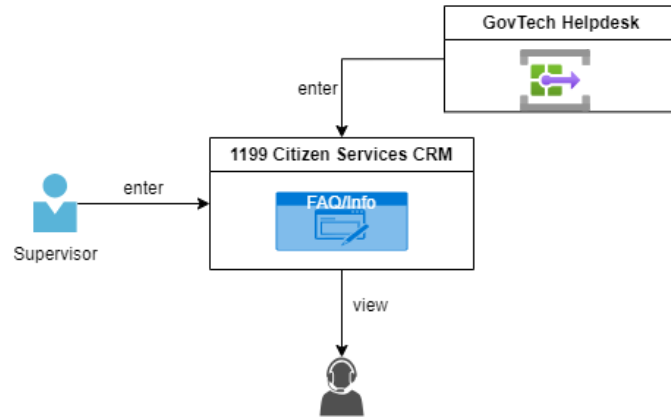 GovTech Helpdesk
enter
1199 Citizen Services CRM
enter
FAQ/Info
Supervisor
view